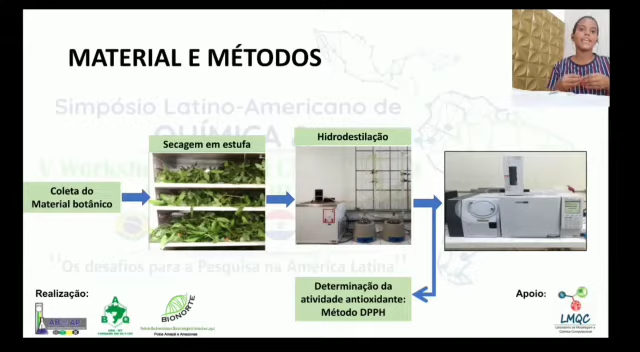 MATERIAL E MÉTODOS
Simpósio Latino-Americano de
QUÍMICA
Secagem em estufa
Hidrodestilação
Coleta do
Material botânico
"Os desafios para a Pesquisa na América Latina"
Determinação da
atividade antioxidante:
Método DPPH
Realização:
BIONORTE
Apoio:
LMQC